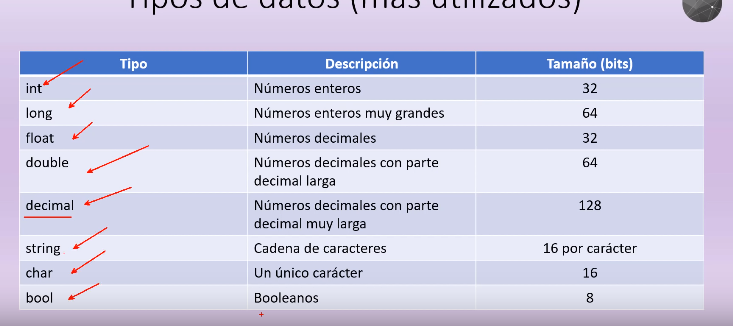 Tipos de datos (más utilizados)
Tipo Descripción Tamaño (bits)
int Números enteros 32
long Números enteros muy grandes 64
float Números decimales 32
double Números decimales con parte 64
decimal larga
decimal Números decimales con parte 128
decimal muy larga
string Cadena de caracteres 16 por carácter
char Un único carácter 16
bool Booleanos 8